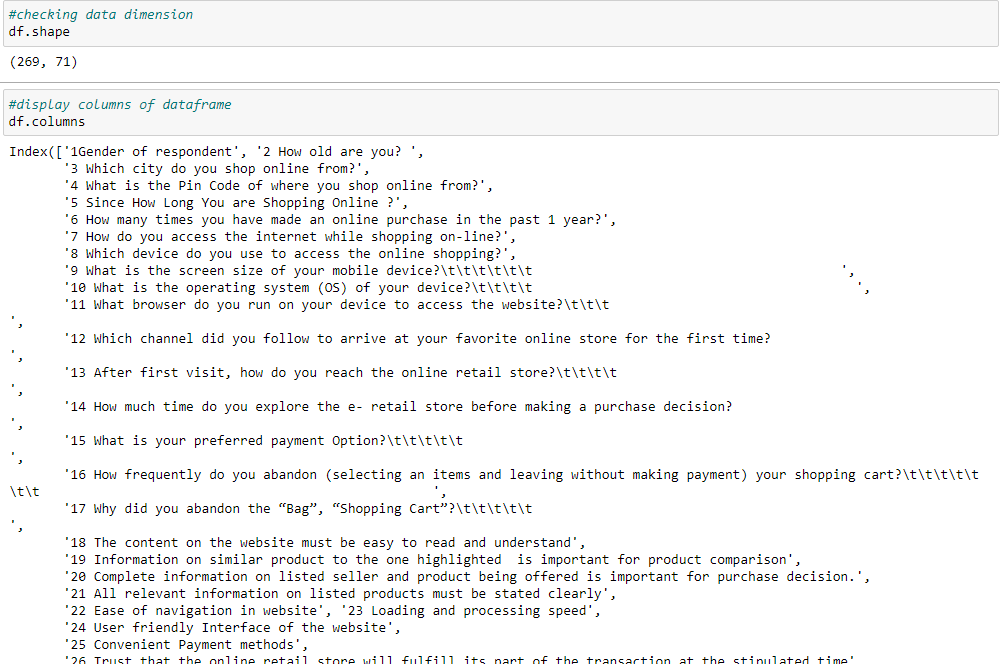 #checking data dimension
df.shape
(269, 71)
#display columns of dataframe
df.columns
Index(['1Gender of respondent', '2 How old are you? ',
'3 Which city do you shop online from?',
'4 What is the Pin Code of where you shop online from?',
'5 Since How Long You are Shopping Online ?',
'6 How many times you have made an online purchase in the past 1 year?',
'7 How do you access the internet while shopping on-line?',
'8 Which device do you use to access the online shopping?',
'9 What is the screen size of your mobile device?\t\t\t\t\t\t                                        ',
'10 What is the operating system (OS) of your device?\t\t\t\t                                          ',
'11 What browser do you run on your device to access the website?\t\t\t
',
'12 Which channel did you follow to arrive at your favorite online store for the first time?
',
'13 After first visit, how do you reach the online retail store?\t\t\t\t
',
'14 How much time do you explore the e- retail store before making a purchase decision?
',
'15 What is your preferred payment Option?\t\t\t\t\t
',
'16 How frequently do you abandon (selecting an items and leaving without making payment) your shopping cart?\t\t\t\t\t
\t\t                                                   ',
'17 Why did you abandon the “Bag”, “Shopping Cart”?\t\t\t\t\t
',
'18 The content on the website must be easy to read and understand',
'19 Information on similar product to the one highlighted  is important for product comparison',
'20 Complete information on listed seller and product being offered is important for purchase decision.',
'21 All relevant information on listed products must be stated clearly',
'22 Ease of navigation in website', '23 Loading and processing speed',
'24 User friendly Interface of the website',
'25 Convenient Payment methods',
'26 Trust that the online retail store will fulfill its part of the transaction at the stipulated time'